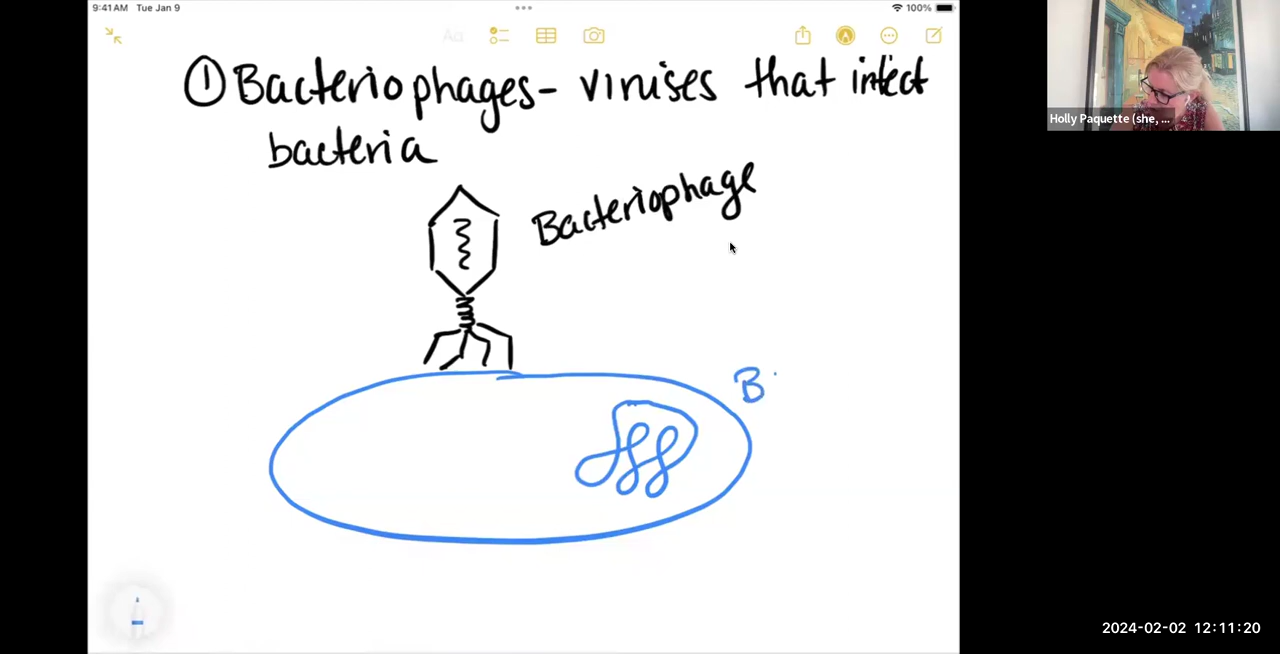 9:41 AM Tue Jan 9
100%
Aa
① Bacteriophages - viruses that infect
bacteria
Bacteriophage
B
Holly Paquette (she, ...
2024-02-02 12:11:20